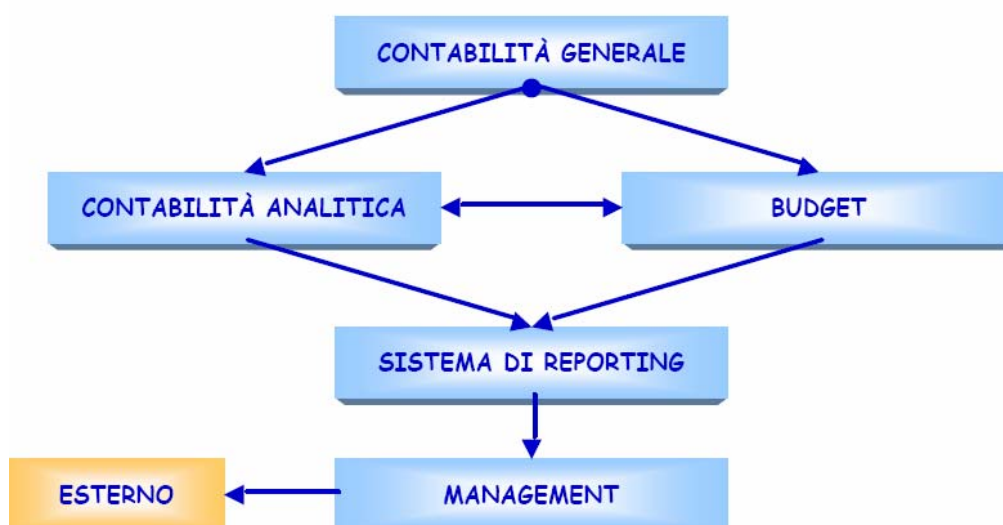 CONTABILITÀ GENERALE
CONTABILITÀ ANALITICA
BUDGET
SISTEMA DI REPORTING
ESTERNO
MANAGEMENT